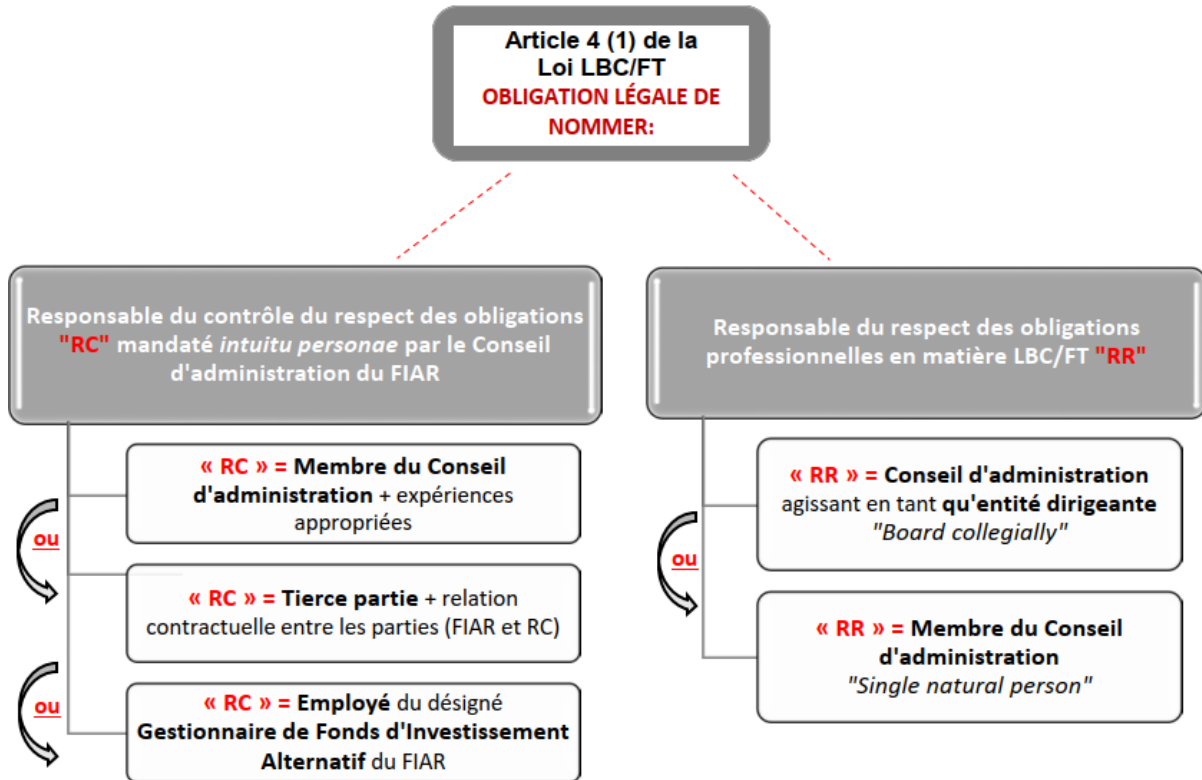 Article 4 (1) de la
Loi LBC/FT
OBLIGATION LÉGALE DE
NOMMER:
Responsable du contrôle du respect des obligations
"RC" mandaté intuitu personae par le Conseil
d'administration du FIAR
« RC » = Membre du Conseil
d'administration + expériences
appropriées
ou
« RC » = Tierce partie + relation
contractuelle entre les parties (FIAR et RC)
ou
« RC » = Employé du désigné
Gestionnaire de Fonds d'Investissement
Alternatif du FIAR
Responsable du respect des obligations
professionnelles en matière LBC/FT "RR"
« RR » = Conseil d'administration
agissant en tant qu'entité dirigeante
"Board collegially"
ou
« RR » = Membre du Conseil
d'administration
"Single natural person"